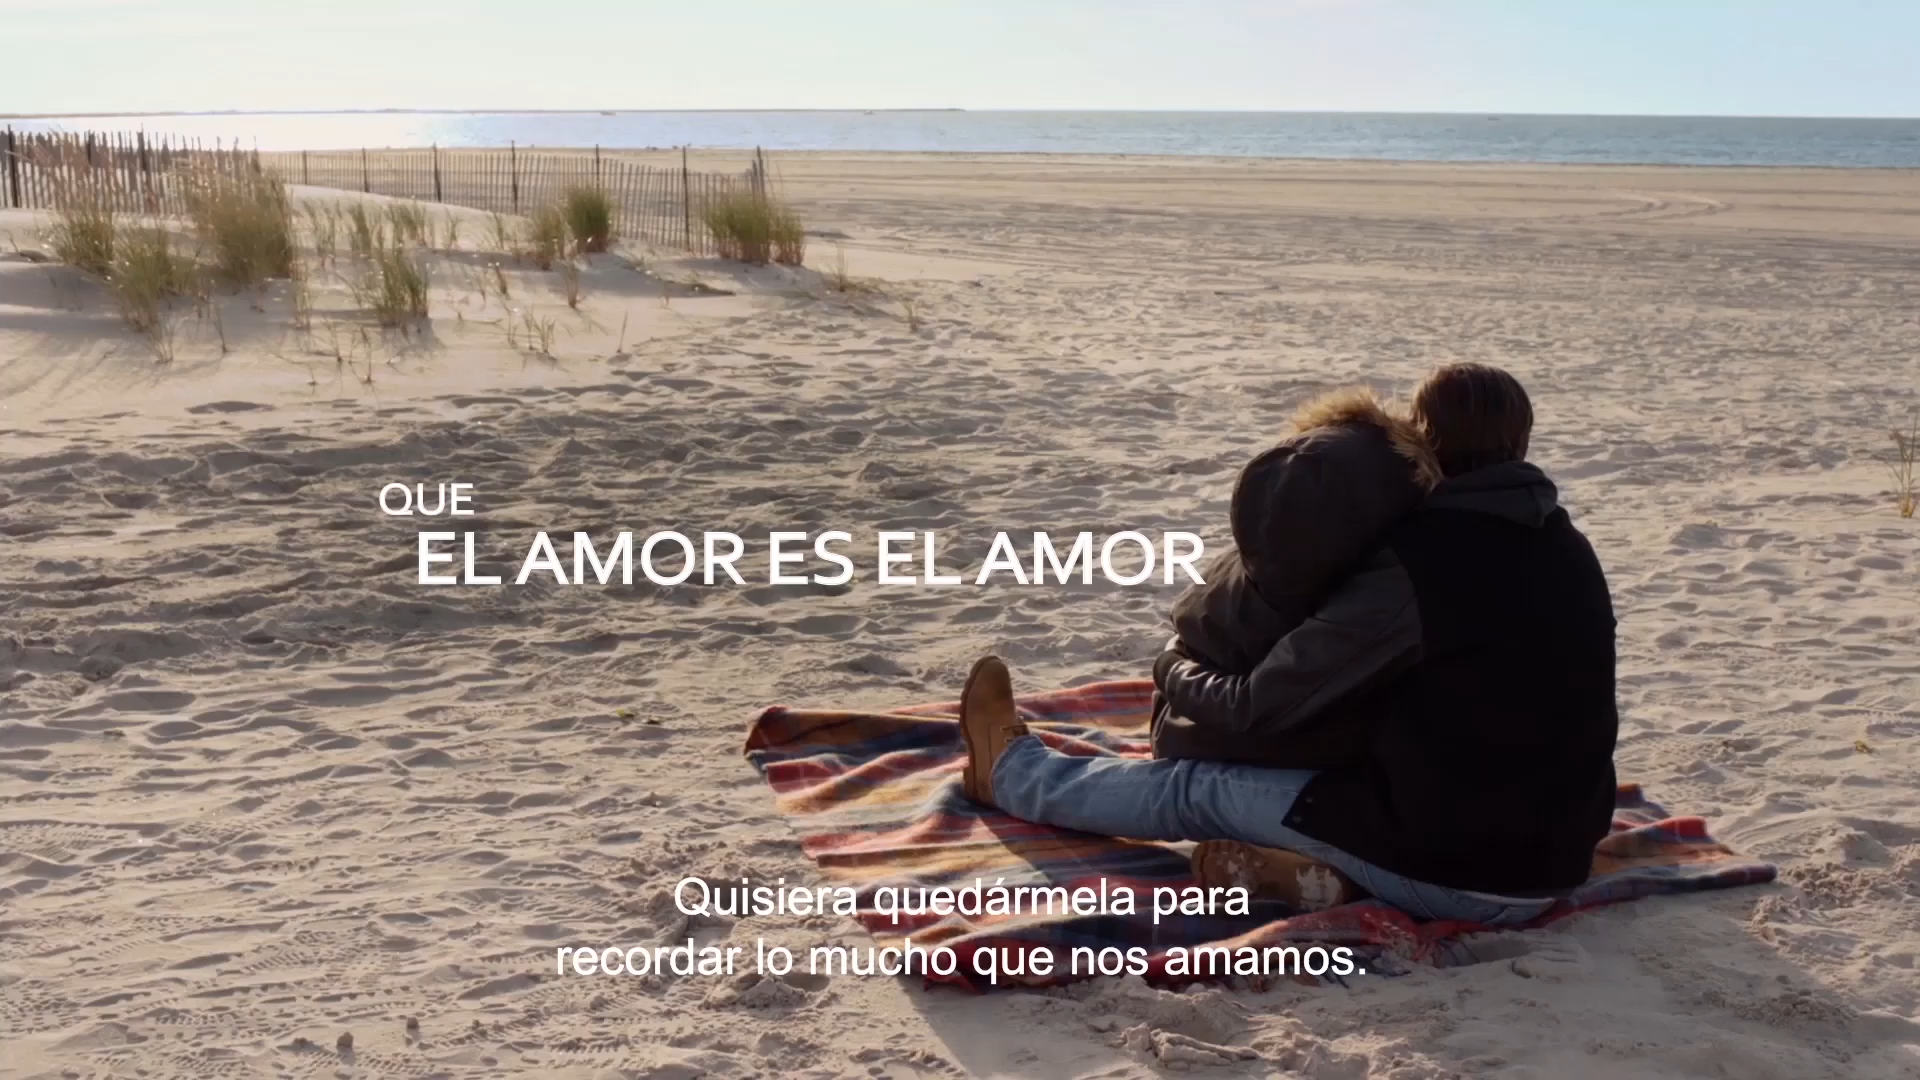 QUE
EL AMOR ES EL AMOR
Quisiera quedármela para
recordar lo mucho que nos amamos.